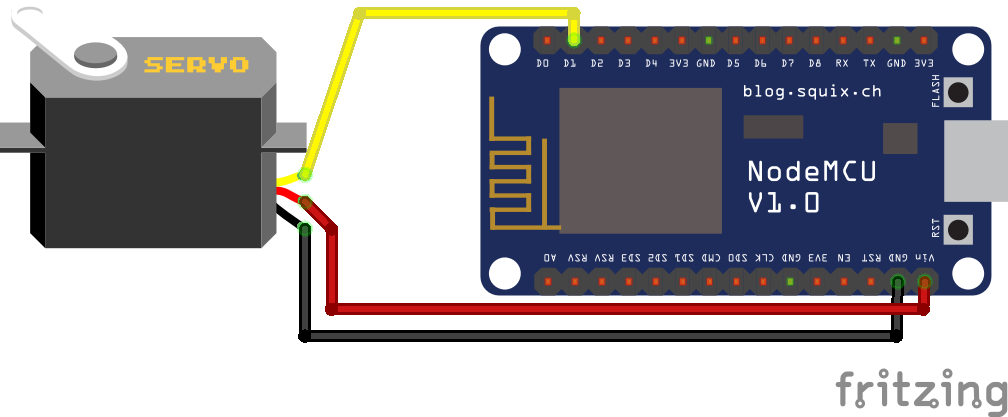 SERVO
D0 D1 D2 D3 D4 3V3 GND D5 D6 D7 D8 RX TX GND 3V3
blog.squix.ch
FLASH
NodeMCU
V1.0
RST
A0 RSV RSV SD3 SD2 SD1 CMD SD0 CLK GND 3V3 EN RST GND Vin
fritzing